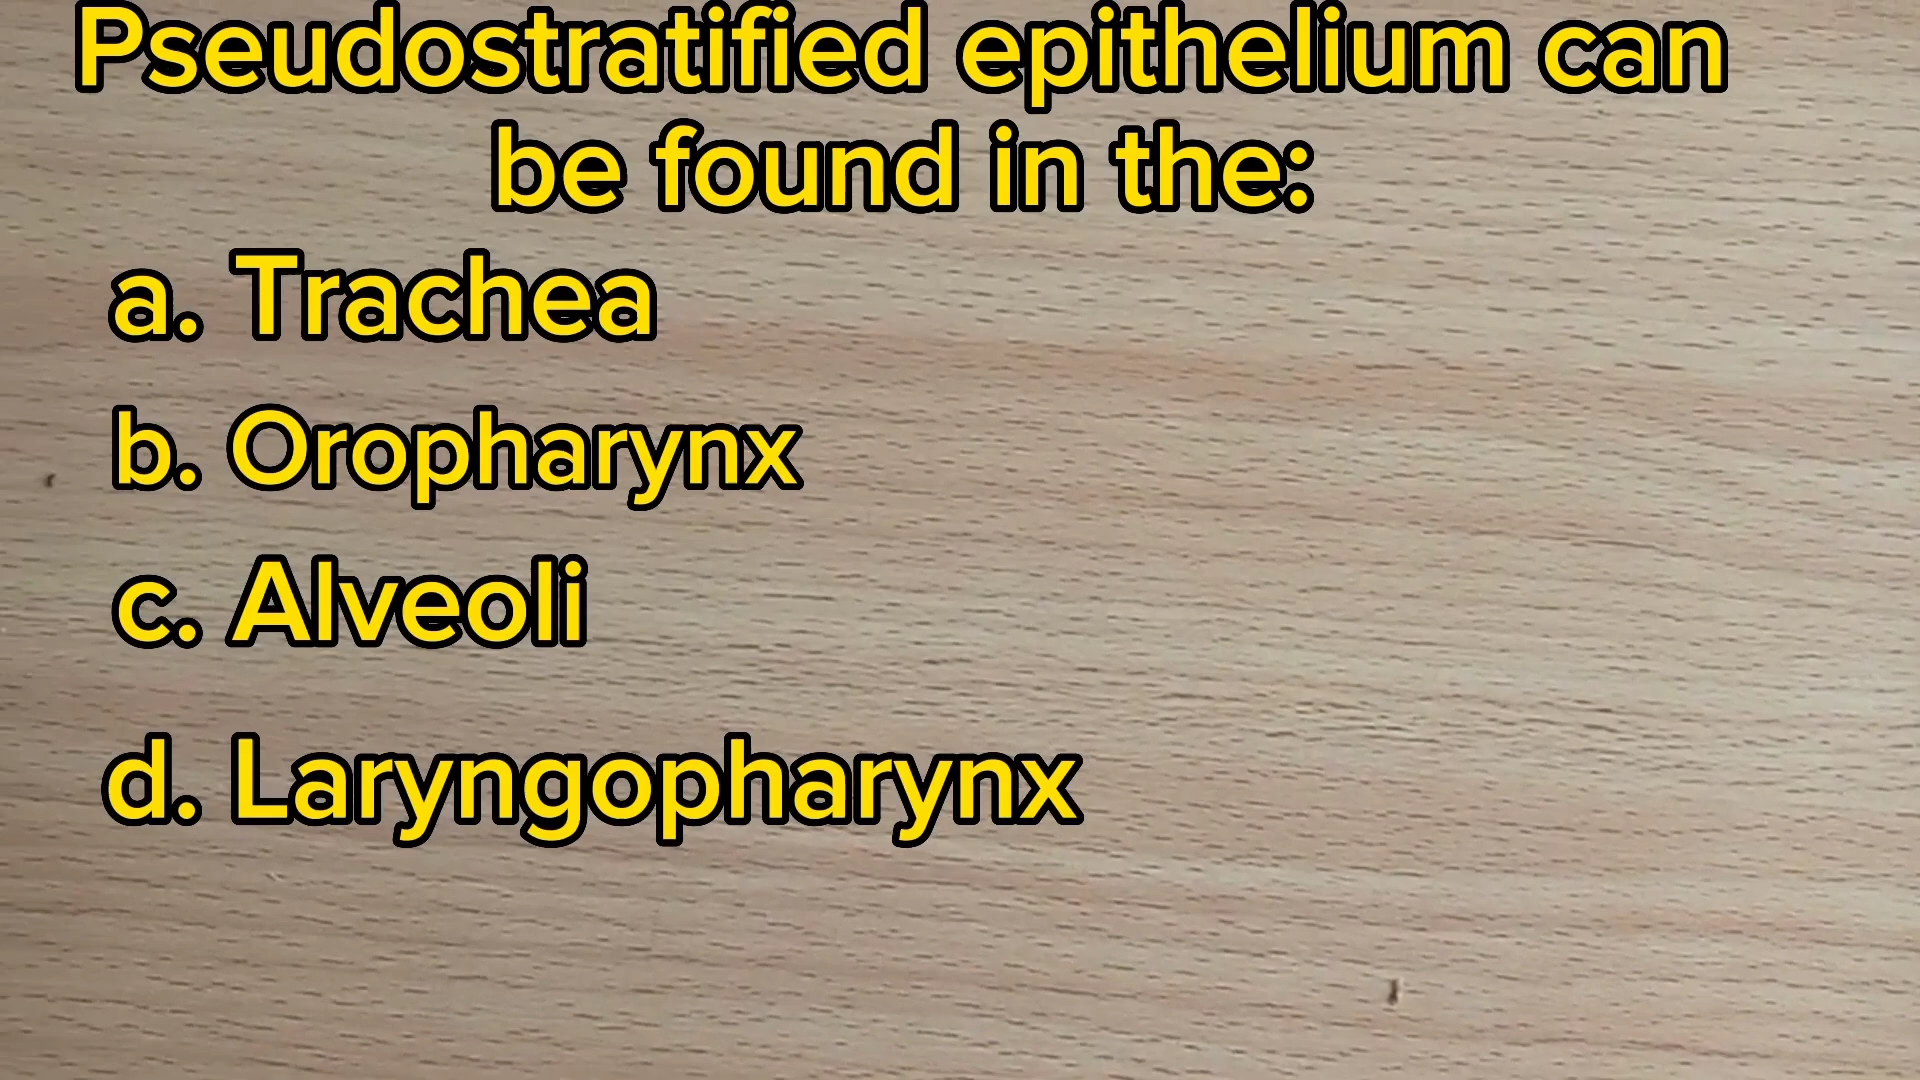 Pseudostratified epithelium can
be found in the:
a. Trachea
b. Oropharynx
c. Alveoli
d. Laryngopharynx